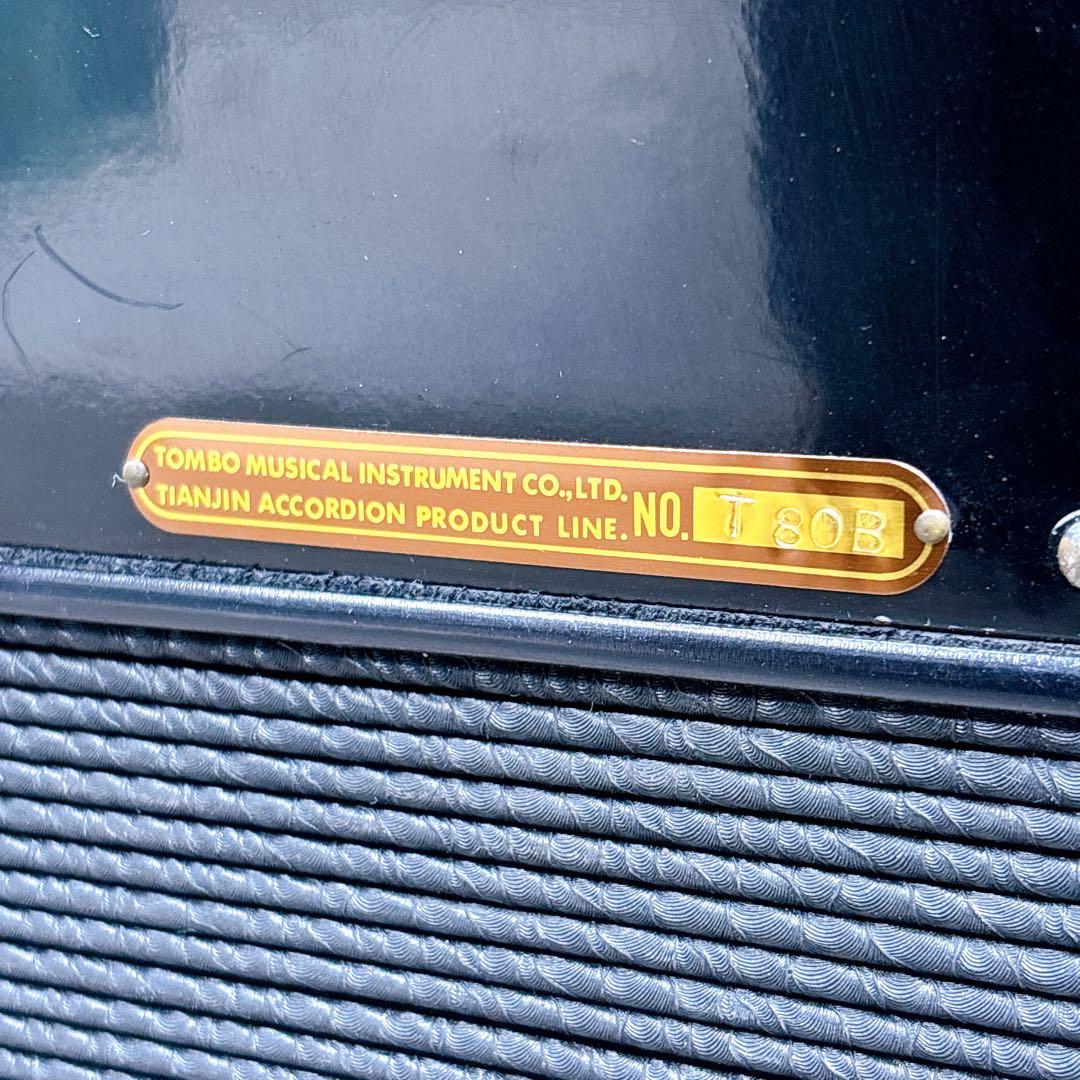 TOMBO MUSICAL INSTRUMENT CO.,LTD.
TIANJIN ACCORDION PRODUCT LINE.
NO. T 80B